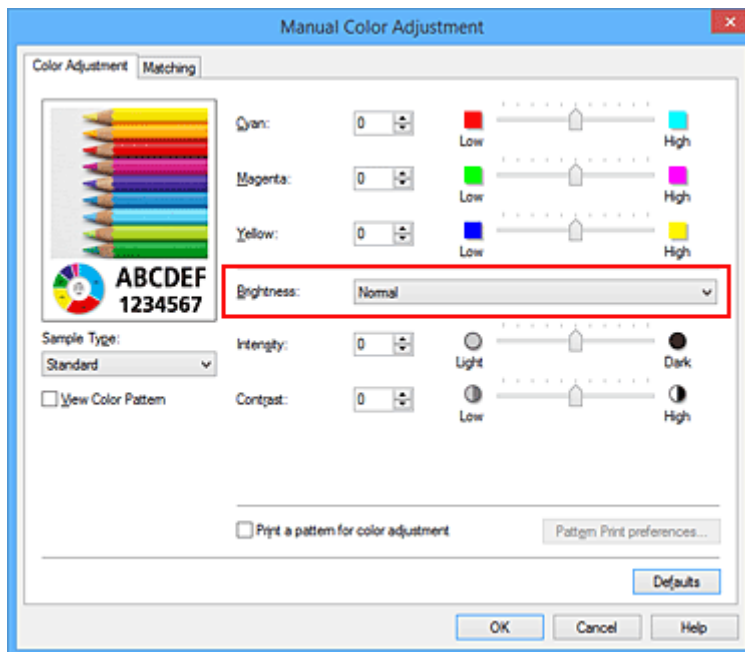 Manual Color Adjustment
Color Adjustment
Matching
ABCDEF
1234567
Sample Type:
Standard
View Color Pattern
Cyan: 0
Low High
Magenta: 0
Low High
Yellow: 0
Low High
Brightness: Normal
Intensity: 0
Light Dark
Contrast: 0
Low High
Print a pattern for color adjustment
Pattern Print preferences...
Defaults
OK Cancel Help